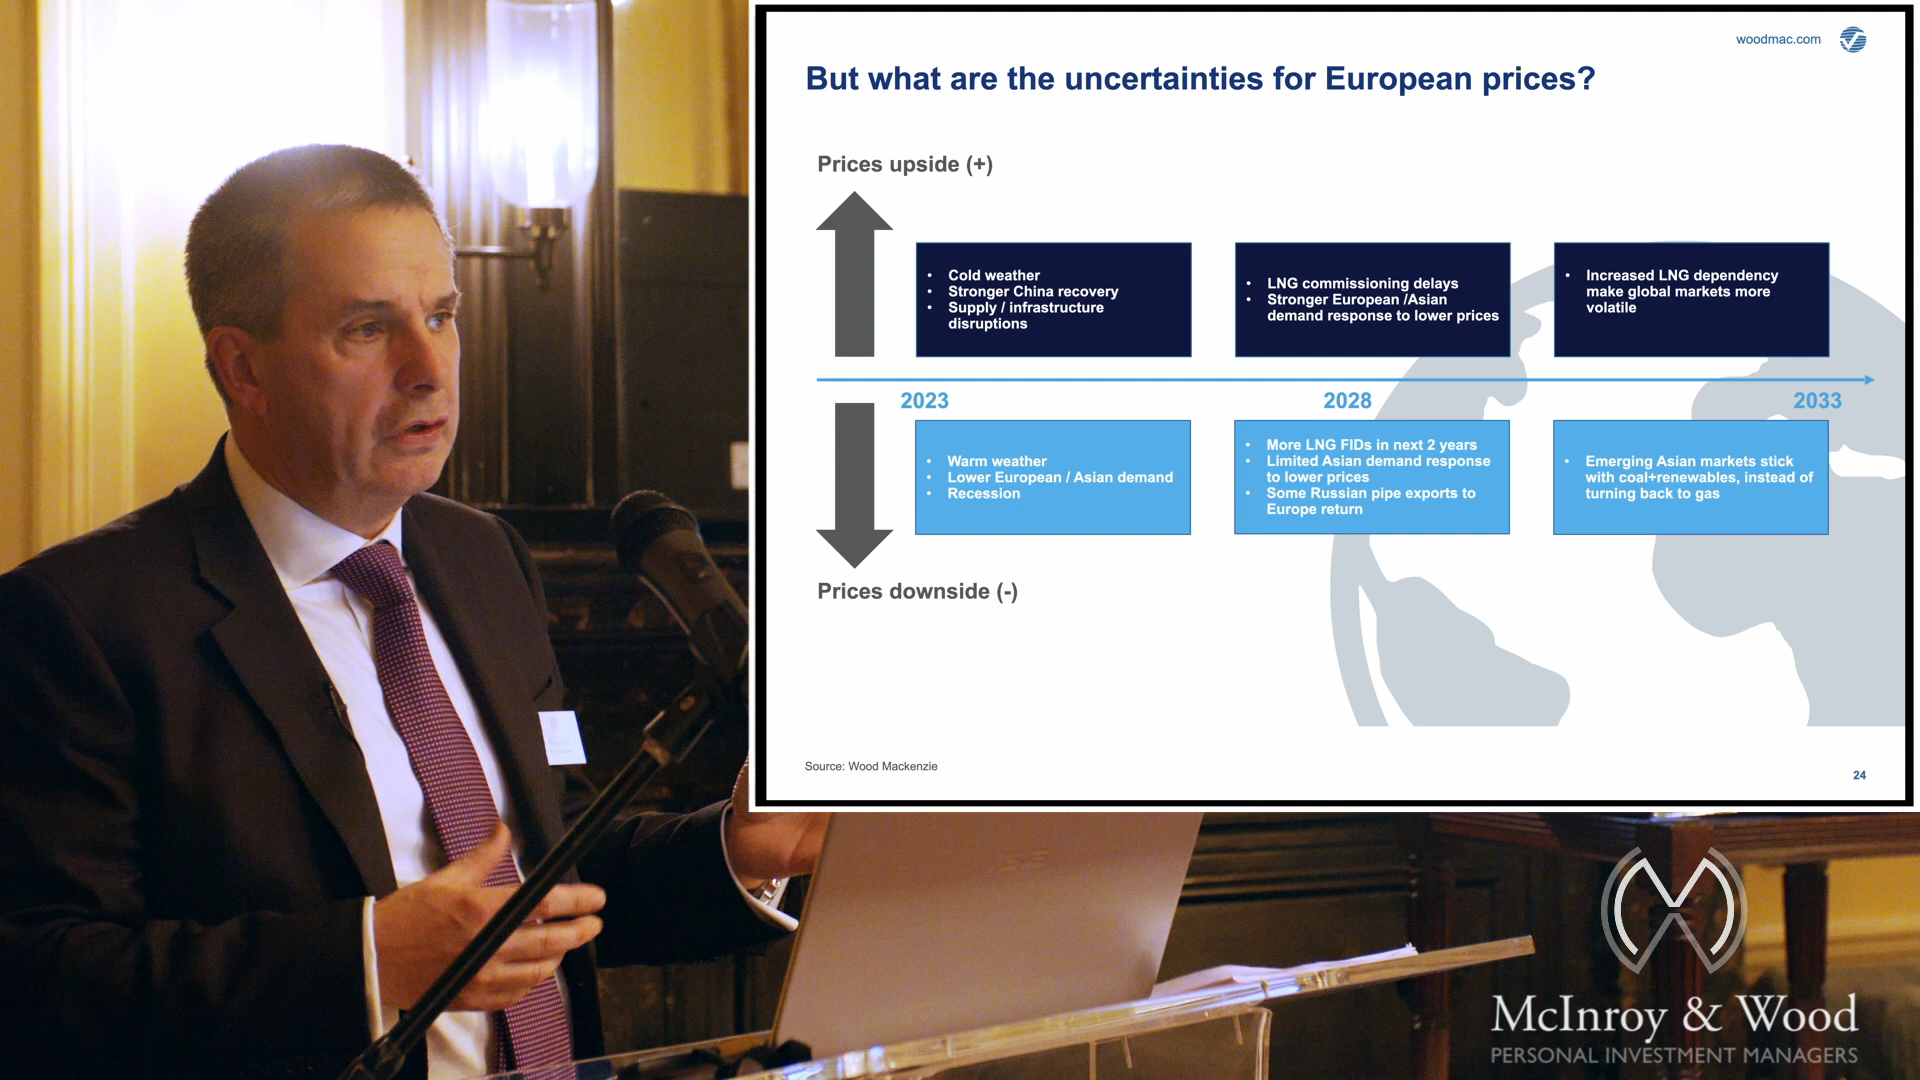 woodmac.com
But what are the uncertainties for European prices?
Prices upside (+)
• Cold weather
• Stronger China recovery
• Supply / infrastructure
disruptions
• LNG commissioning delays
• Stronger European /Asian
demand response to lower prices
• Increased LNG dependency
make global markets more
volatile
2023
2028
2033
• Warm weather
• Lower European / Asian demand
• Recession
• More LNG FIDs in next 2 years
• Limited Asian demand response
to lower prices
• Some Russian pipe exports to
Europe return
• Emerging Asian markets stick
with coal+renewables, instead of
turning back to gas
Prices downside (-)
Source: Wood Mackenzie
24
McInroy & Wood
PERSONAL INVESTMENT MANAGERS